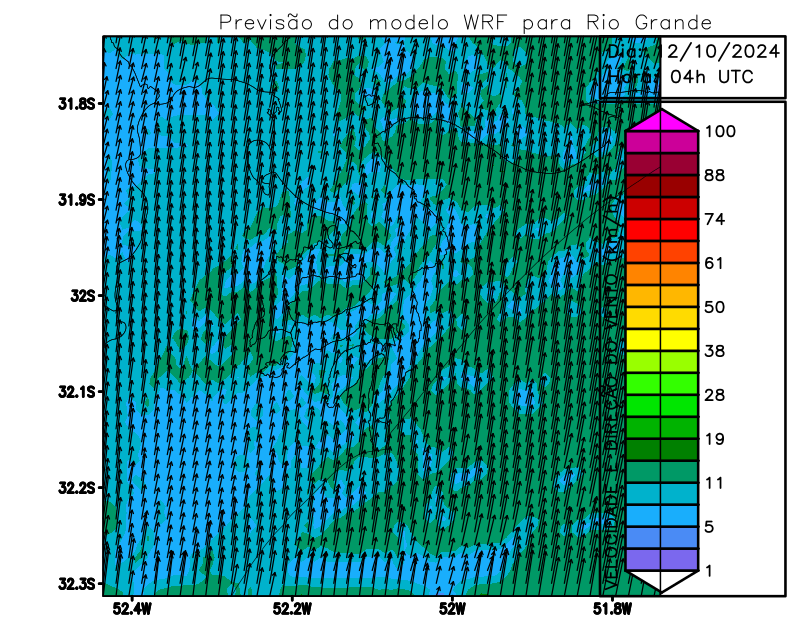 Previsão do modelo WRF para Rio Grande
Dia: 2/10/2024
Hora: 04h UTC
31.8S
31.9S
32S
32.1S
32.2S
32.3S
52.4W
52.2W
52W
51.8W
VELOCIDADE E DIREÇÃO DO VENTO (Km/h)
100
88
74
61
50
38
28
19
11
5
1